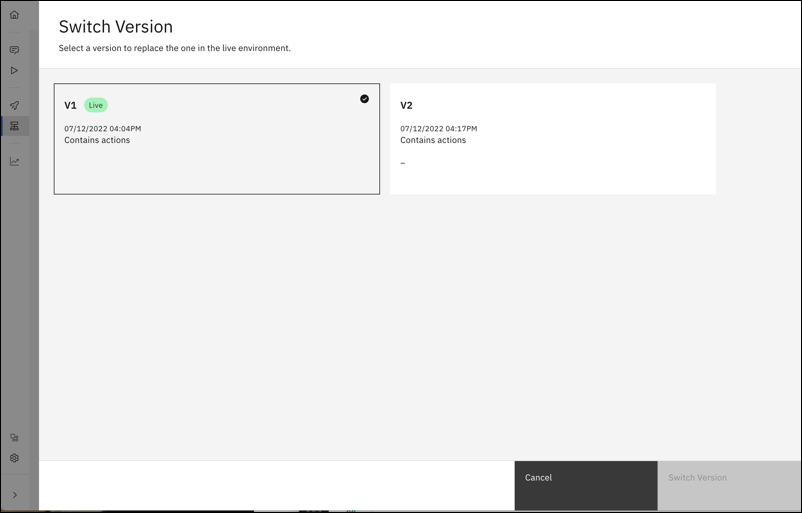 Switch Version
Select a version to replace the one in the live environment.
V1 Live
07/12/2022 04:04PM
Contains actions
V2
07/12/2022 04:17PM
Contains actions
–
Cancel
Switch Version